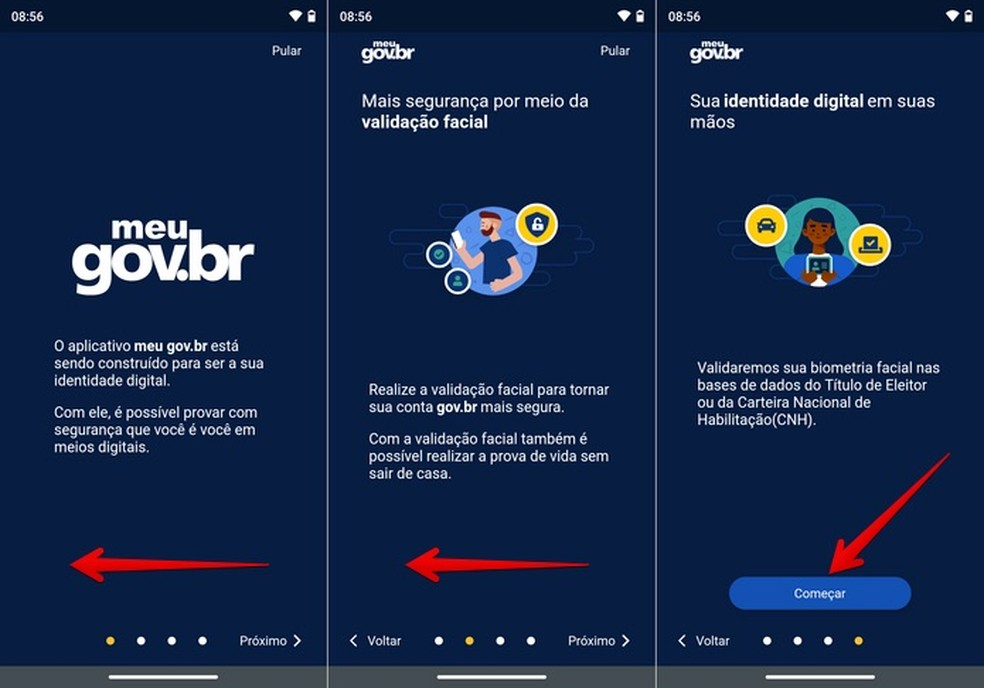 08:56
Pular
meu
gov.br
O aplicativo meu gov.br está
sendo construído para ser a sua
identidade digital.
Com ele, é possível provar com
segurança que você é você em
meios digitais.
Próximo
08:56
meu
gov.br
Pular
Mais segurança por meio da
validação facial
Realize a validação facial para tornar
sua conta gov.br mais segura.
Com a validação facial também é
possível realizar a prova de vida sem
sair de casa.
Voltar
Próximo
08:56
meu
gov.br
Sua identidade digital em suas
mãos
Validaremos sua biometria facial nas
bases de dados do Título de Eleitor
ou da Carteira Nacional de
Habilitação(CNH).
Começar
Voltar